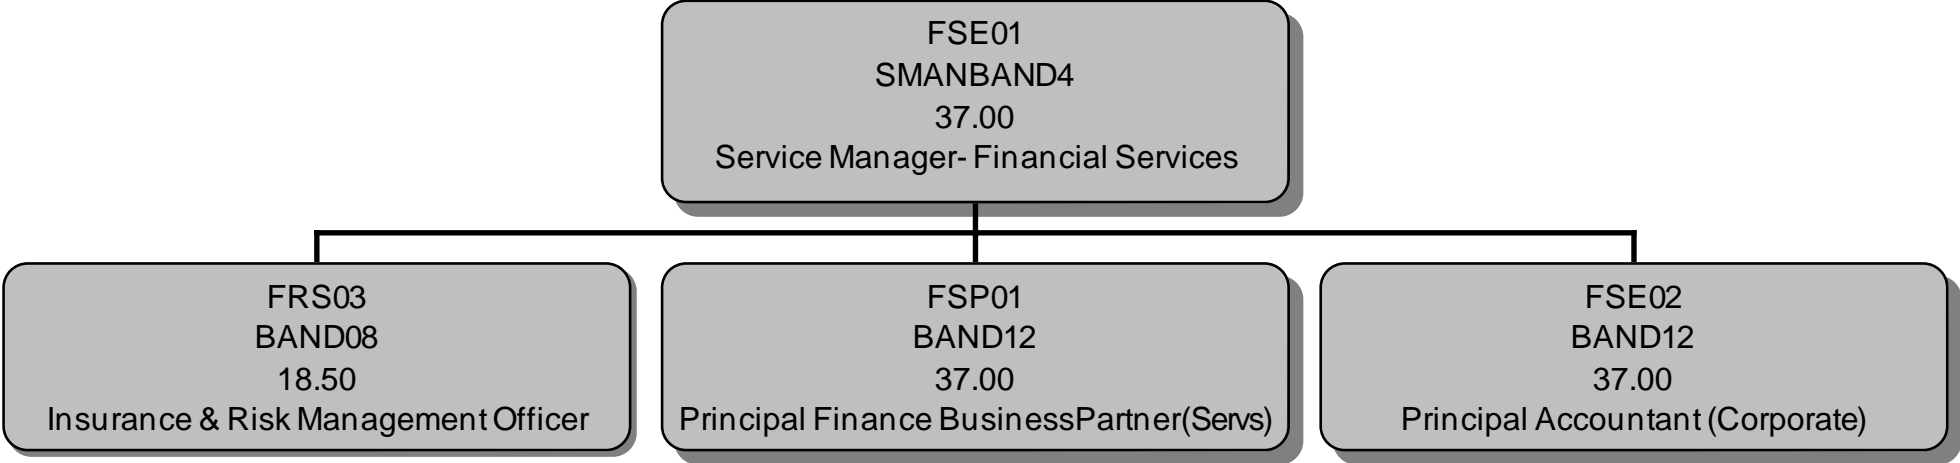 FSE01
SMANBAND4
37.00
Service Manager- Financial Services
FRS03
BAND08
18.50
Insurance & Risk Management Officer
FSP01
BAND12
37.00
Principal Finance BusinessPartner(Servs)
FSE02
BAND12
37.00
Principal Accountant (Corporate)